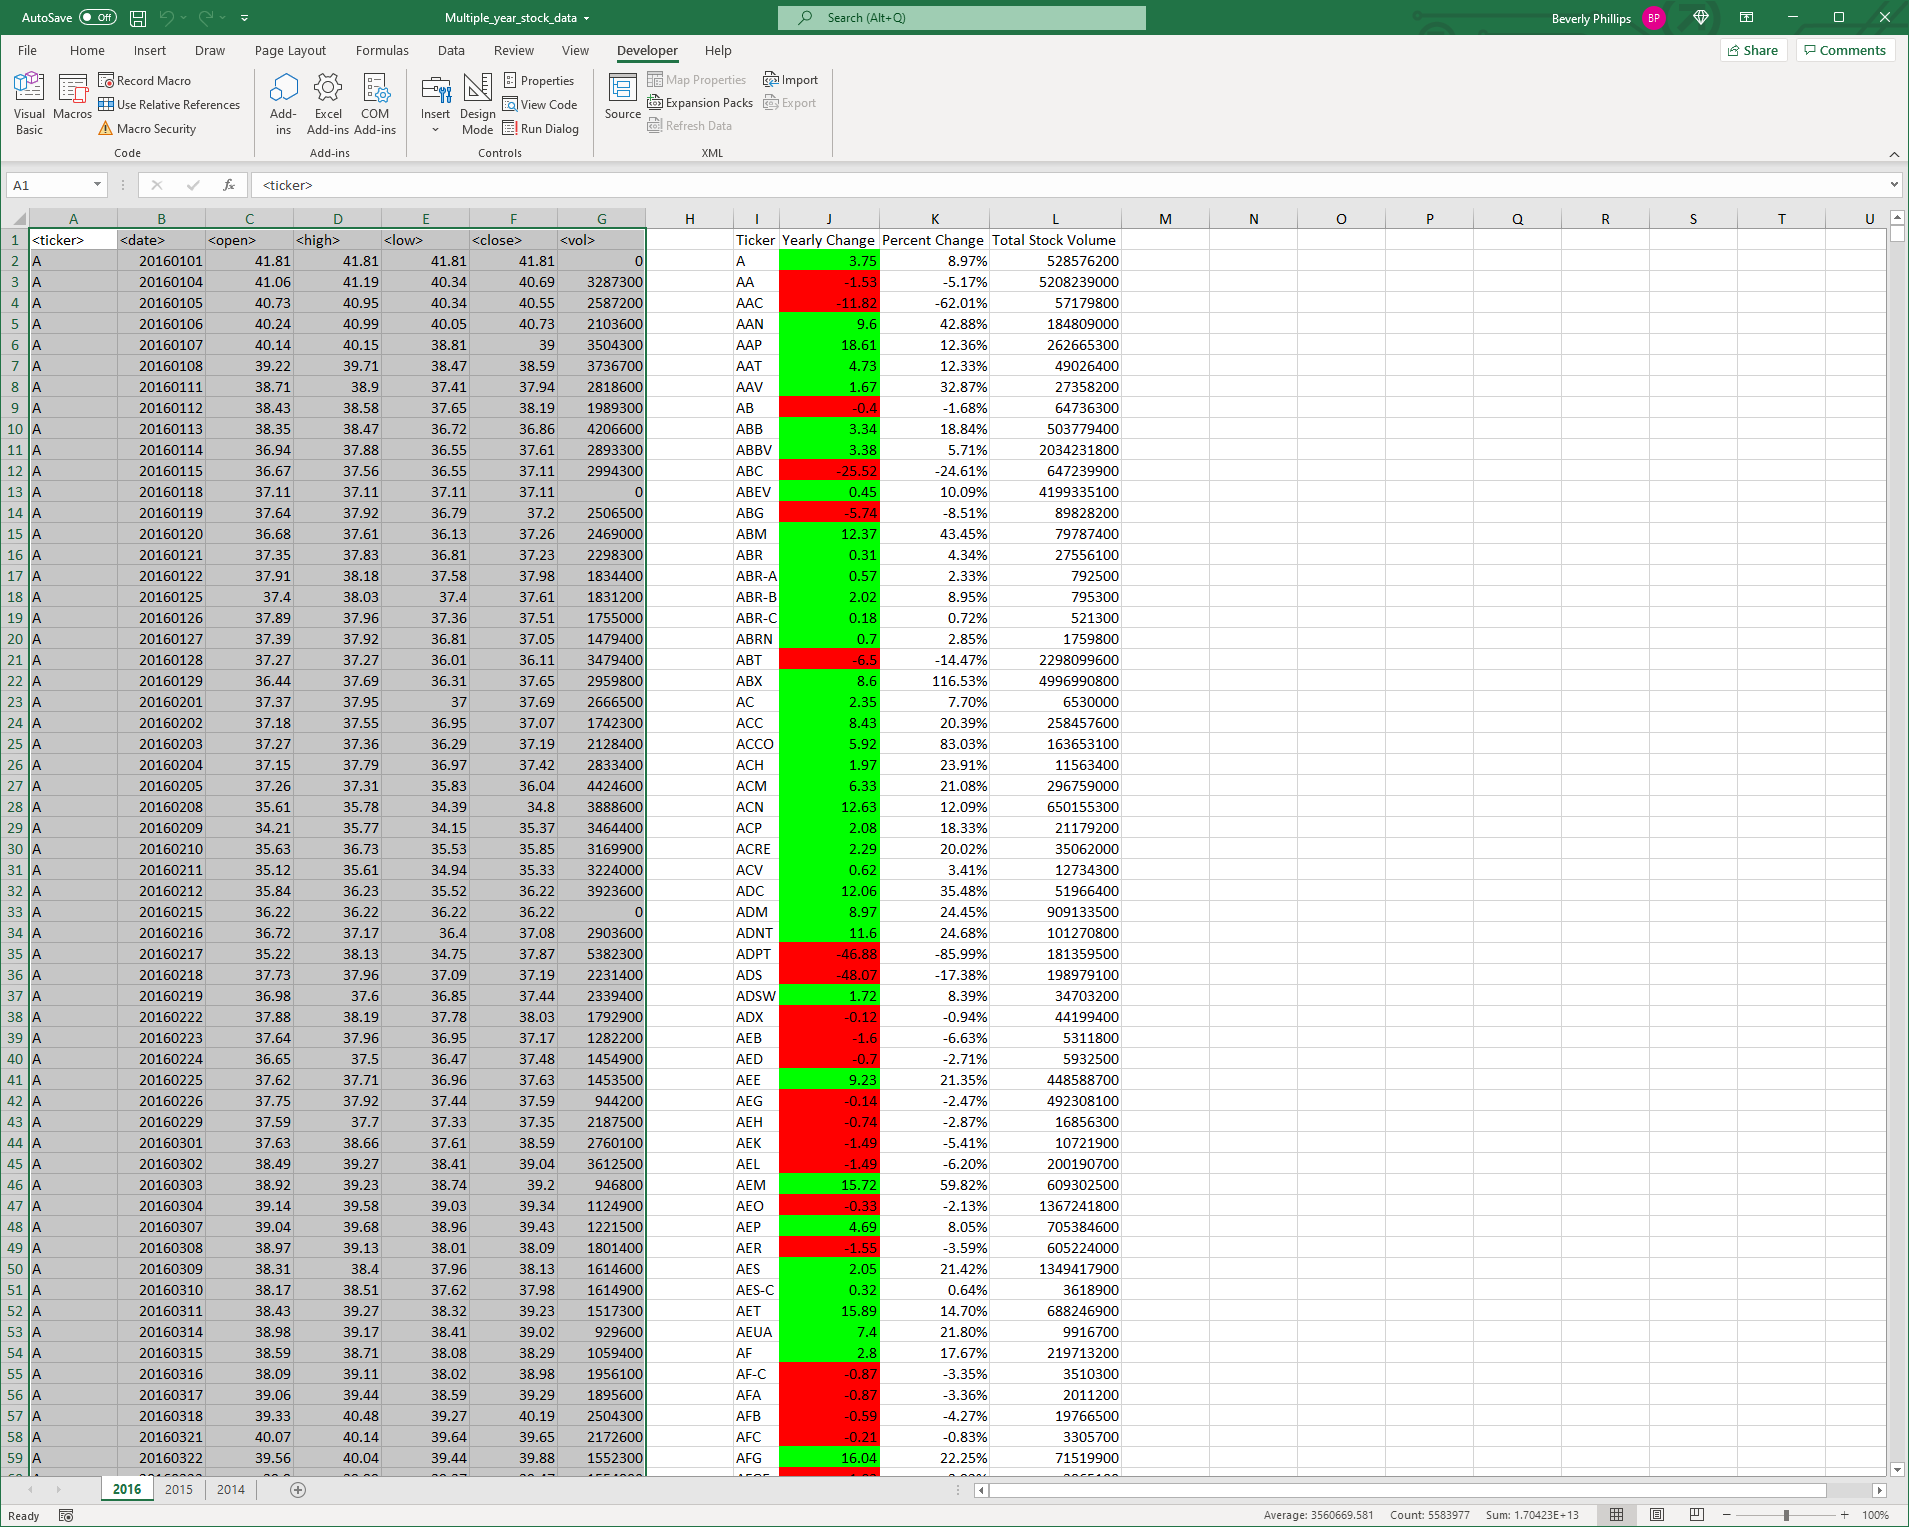 AutoSave Off Multiple_year_stock_data Search (Alt+Q) Beverly Phillips BP
File Home Insert Draw Page Layout Formulas Data Review View Developer Help Share Comments
Visual Basic Macros Record Macro Use Relative References Macro Security Code
Add-ins Excel Add-ins COM Add-ins Add-ins
Insert Design Mode Properties View Code Run Dialog Controls
Source Map Properties Expansion Packs Refresh Data Import Export XML
A1 fx <ticker>
A B C D E F G H I J K L M N O P Q R S T U
1 <ticker> <date> <open> <high> <low> <close> <vol> Ticker Yearly Change Percent Change Total Stock Volume
2 A 20160101 41.81 41.81 41.81 41.81 0 A 3.75 8.97% 528576200
3 A 20160104 41.06 41.19 40.34 40.69 3287300 AA -1.53 -5.17% 5208239000
4 A 20160105 40.73 40.95 40.34 40.55 2587200 AAC -11.82 -62.01% 57179800
5 A 20160106 40.24 40.99 40.05 40.73 2103600 AAN 9.6 42.88% 184809000
6 A 20160107 40.14 40.15 38.81 39 3504300 AAP 18.61 12.36% 262665300
7 A 20160108 39.22 39.71 38.47 38.59 3736700 AAT 4.73 12.33% 49026400
8 A 20160111 38.71 38.9 37.41 37.94 2818600 AAV 1.67 32.87% 27358200
9 A 20160112 38.43 38.58 37.65 38.19 1989300 AB -0.4 -1.68% 64736300
10 A 20160113 38.35 38.47 36.72 36.86 4206600 ABB 3.34 18.84% 503779400
11 A 20160114 36.94 37.88 36.55 37.61 2893300 ABBV 3.38 5.71% 2034231800
12 A 20160115 36.67 37.56 36.55 37.11 2994300 ABC -25.52 -24.61% 647239900
13 A 20160118 37.11 37.11 37.11 37.11 0 ABEV 0.45 10.09% 4199335100
14 A 20160119 37.64 37.92 36.79 37.2 2506500 ABG -5.74 -8.51% 89828200
15 A 20160120 36.68 37.61 36.13 37.26 2469000 ABM 12.37 43.45% 79787400
16 A 20160121 37.35 37.83 36.81 37.23 2298300 ABR 0.31 4.34% 27556100
17 A 20160122 37.91 38.18 37.58 37.98 1834400 ABR-A 0.57 2.33% 792500
18 A 20160125 37.4 38.03 37.4 37.61 1831200 ABR-B 2.02 8.95% 795300
19 A 20160126 37.89 37.96 37.36 37.51 1755000 ABR-C 0.18 0.72% 521300
20 A 20160127 37.39 37.92 36.81 37.05 1479400 ABRN 0.7 2.85% 1759800
21 A 20160128 37.27 37.27 36.01 36.11 3479400 ABT -6.5 -14.47% 2298099600
22 A 20160129 36.44 37.69 36.31 37.65 2959800 ABX 8.6 116.53% 4996990800
23 A 20160201 37.37 37.95 37 37.69 2666500 AC 2.35 7.70% 6530000
24 A 20160202 37.18 37.55 36.95 37.07 1742300 ACC 8.43 20.39% 258457600
25 A 20160203 37.27 37.36 36.29 37.19 2128400 ACCO 5.92 83.03% 163653100
26 A 20160204 37.15 37.79 36.97 37.42 2833400 ACH 1.97 23.91% 11563400
27 A 20160205 37.26 37.31 35.83 36.04 4424600 ACM 6.33 21.08% 296759000
28 A 20160208 35.61 35.78 34.39 34.8 3888600 ACN 12.63 12.09% 650155300
29 A 20160209 34.21 35.77 34.15 35.37 3464400 ACP 2.08 18.33% 21179200
30 A 20160210 35.63 36.73 35.53 35.85 3169900 ACRE 2.29 20.02% 35062000
31 A 20160211 35.12 35.61 34.94 35.33 3224000 ACV 0.62 3.41% 12734300
32 A 20160212 35.84 36.23 35.52 36.22 3923600 ADC 12.06 35.48% 51966400
33 A 20160215 36.22 36.22 36.22 36.22 0 ADM 8.97 24.45% 909133500
34 A 20160216 36.72 37.17 36.4 37.08 2903600 ADNT 11.6 24.68% 101270800
35 A 20160217 35.22 38.13 34.75 37.87 5382300 ADPT -46.88 -85.99% 181359500
36 A 20160218 37.73 37.96 37.09 37.19 2231400 ADS -48.07 -17.38% 198979100
37 A 20160219 36.98 37.6 36.85 37.44 2339400 ADSW 1.72 8.39% 34703200
38 A 20160222 37.88 38.19 37.78 38.03 1792900 ADX -0.12 -0.94% 44199400
39 A 20160223 37.64 37.96 36.95 37.17 1282200 AEB -1.6 -6.63% 5311800
40 A 20160224 36.65 37.5 36.47 37.48 1454900 AED -0.7 -2.71% 5932500
41 A 20160225 37.62 37.71 36.96 37.63 1453500 AEE 9.23 21.35% 448588700
42 A 20160226 37.75 37.92 37.44 37.59 944200 AEG -0.14 -2.47% 492308100
43 A 20160229 37.59 37.7 37.33 37.35 2187500 AEH -0.74 -2.87% 16856300
44 A 20160301 37.63 38.66 37.61 38.59 2760100 AEK -1.49 -5.41% 10721900
45 A 20160302 38.49 39.27 38.41 39.04 3612500 AEL -1.49 -6.20% 200190700
46 A 20160303 38.92 39.23 38.74 39.2 946800 AEM 15.72 59.82% 609302500
47 A 20160304 39.14 39.58 39.03 39.34 1124900 AEO -0.33 -2.13% 1367241800
48 A 20160307 39.04 39.68 38.96 39.43 1221500 AEP 4.69 8.05% 705384600
49 A 20160308 38.97 39.13 38.01 38.09 1801400 AER -1.55 -3.59% 605224000
50 A 20160309 38.31 38.4 37.96 38.13 1614600 AES 2.05 21.42% 1349417900
51 A 20160310 38.17 38.51 37.62 37.98 1614900 AES-C 0.32 0.64% 3618900
52 A 20160311 38.43 39.27 38.32 39.23 1517300 AET 15.89 14.70% 688246900
53 A 20160314 38.98 39.17 38.41 39.02 929600 AEUA 7.4 21.80% 9916700
54 A 20160315 38.59 38.71 38.08 38.29 1059400 AF 2.8 17.67% 219713200
55 A 20160316 38.09 39.11 38.02 38.98 1956100 AF-C -0.87 -3.35% 3510300
56 A 20160317 39.06 39.44 38.59 39.29 1895600 AFA -0.87 -3.36% 2011200
57 A 20160318 39.33 40.48 39.27 40.19 2504300 AFB -0.59 -4.27% 19766500
58 A 20160321 40.07 40.14 39.64 39.65 2172600 AFC -0.21 -0.83% 3305700
59 A 20160322 39.56 40.04 39.44 39.88 1552300 AFG 16.04 22.25% 71519900
2016 2015 2014
Ready Average: 3560669.581 Count: 5583977 Sum: 1.70423E+13 100%